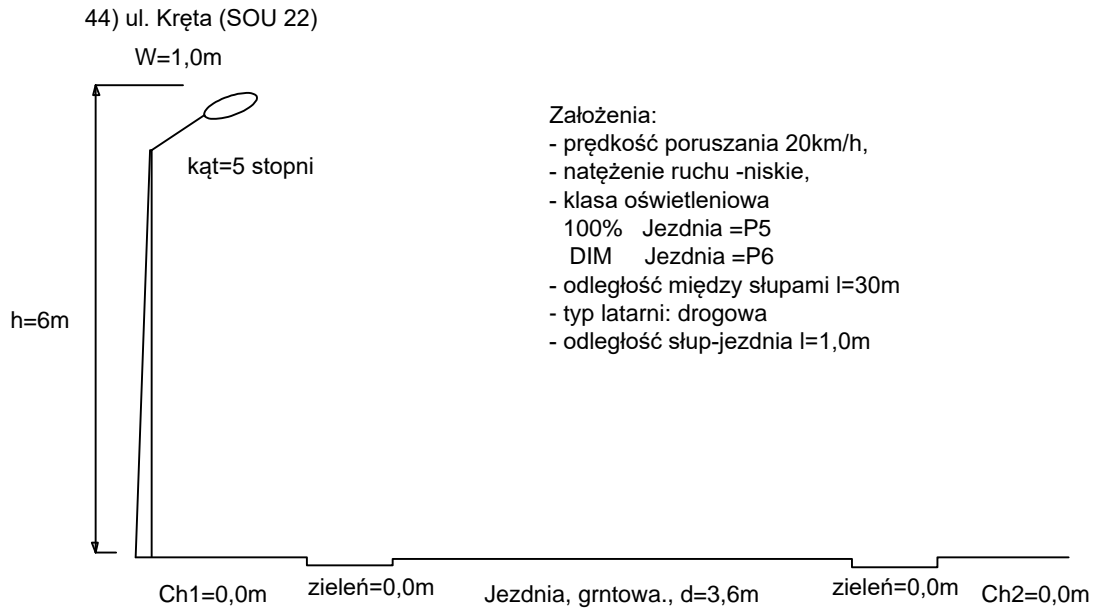 44) ul. Kręta (SOU 22)
W=1,0m
kąt=5 stopni
h=6m
Założenia:
- prędkość poruszania 20km/h,
- natężenie ruchu -niskie,
- klasa oświetleniowa
100% Jezdnia =P5
DIM Jezdnia =P6
- odległość między słupami l=30m
- typ latarni: drogowa
- odległość słup-jezdnia l=1,0m
Ch1=0,0m zieleń=0,0m Jezdnia, grntowa., d=3,6m zieleń=0,0m Ch2=0,0m